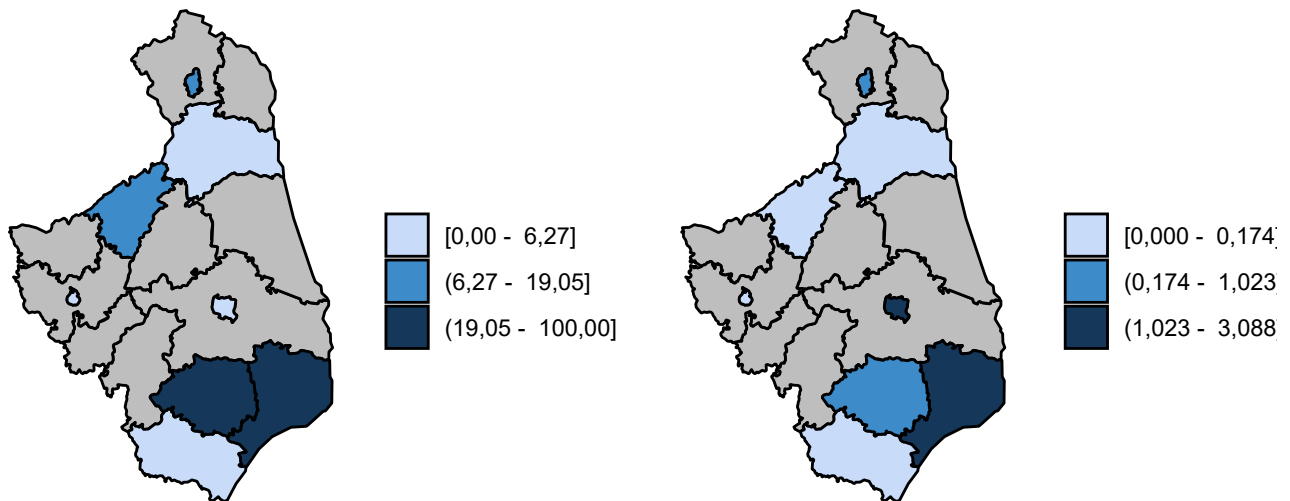 [0,00 - 6,27]
(6,27 - 19,05]
(19,05 - 100,00]
[0,000 - 0,174]
(0,174 - 1,023]
(1,023 - 3,088]